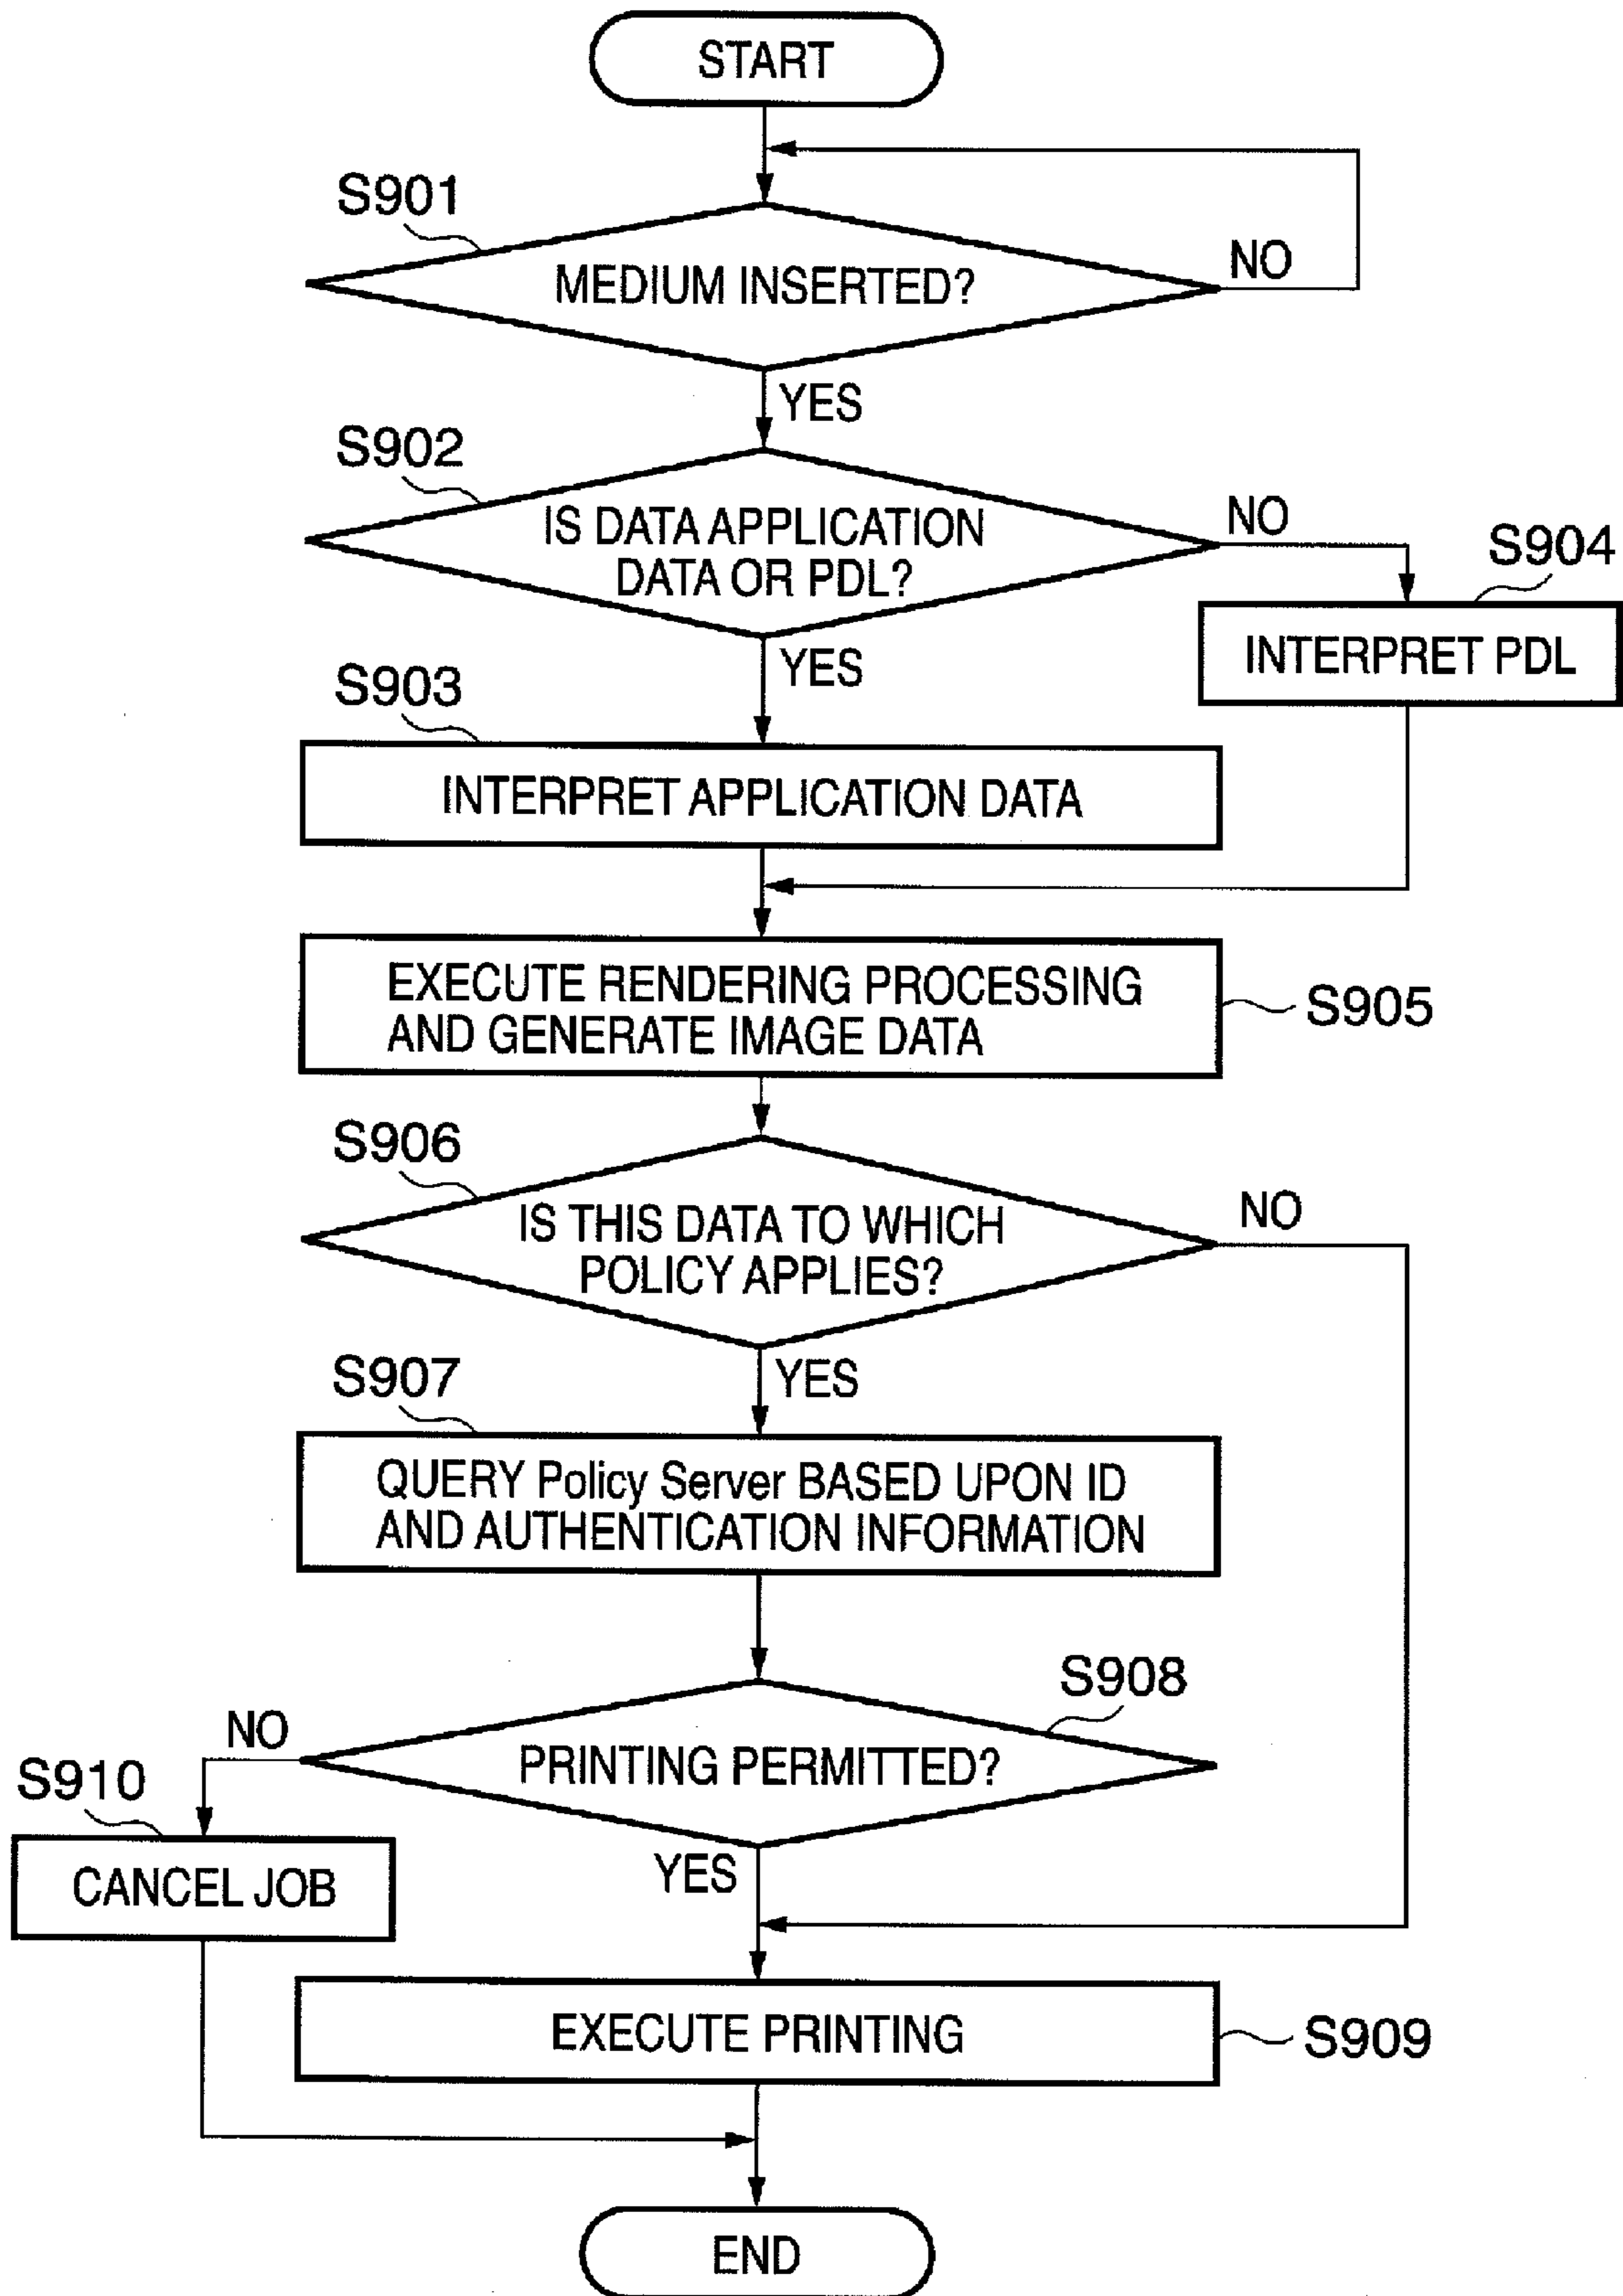 START
S901
MEDIUM INSERTED?
NO
YES
S902
IS DATA APPLICATION
DATA OR PDL?
NO
S904
INTERPRET PDL
YES
S903
INTERPRET APPLICATION DATA
EXECUTE RENDERING PROCESSING
AND GENERATE IMAGE DATA
S905
S906
IS THIS DATA TO WHICH
POLICY APPLIES?
NO
YES
S907
QUERY Policy Server BASED UPON ID
AND AUTHENTICATION INFORMATION
S908
PRINTING PERMITTED?
NO
S910
CANCEL JOB
YES
EXECUTE PRINTING
S909
END